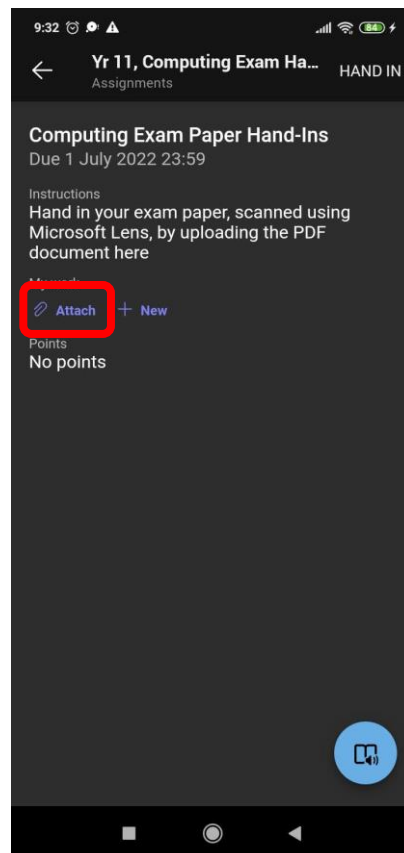 9:32
84
Yr 11, Computing Exam Ha...
Assignments
HAND IN
Computing Exam Paper Hand-Ins
Due 1 July 2022 23:59
Instructions
Hand in your exam paper, scanned using
Microsoft Lens, by uploading the PDF
document here
Attach + New
Points
No points